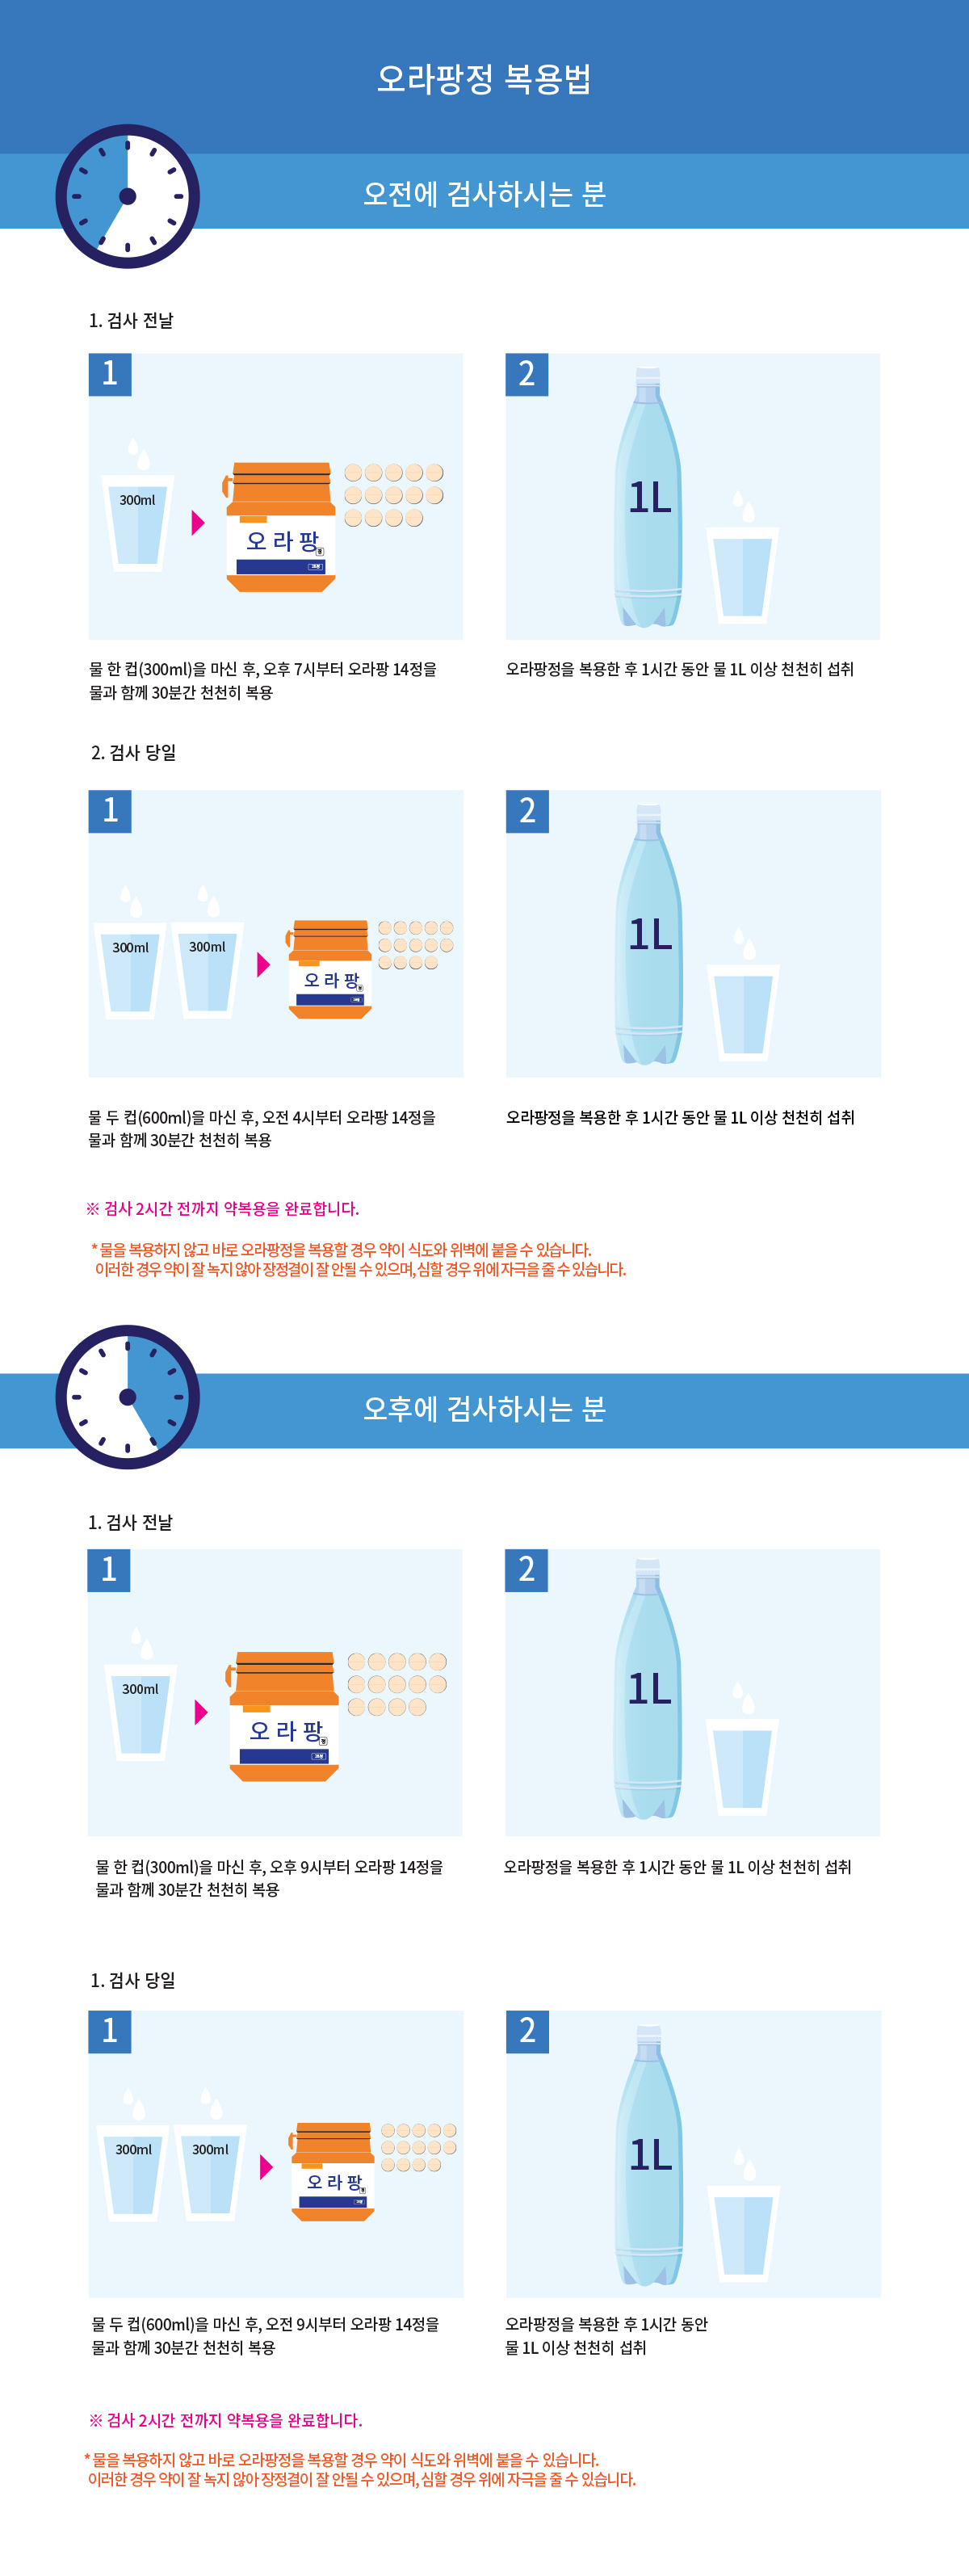 오라팡정 복용법
오전에 검사하시는 분
1. 검사 전날
1
300ml
오라팡
정
2
1L
물 한 컵(300ml)을 마신 후, 오후 7시부터 오라팡 14정을
물과 함께 30분간 천천히 복용
오라팡정을 복용한 후 1시간 동안 물 1L 이상 천천히 섭취
2. 검사 당일
1
300ml
300ml
오라팡
정
2
1L
물 두 컵(600ml)을 마신 후, 오전 4시부터 오라팡 14정을
물과 함께 30분간 천천히 복용
오라팡정을 복용한 후 1시간 동안 물 1L 이상 천천히 섭취
※ 검사 2시간 전까지 약복용을 완료합니다.
* 물을 복용하지 않고 바로 오라팡정을 복용할 경우 약이 식도와 위벽에 붙을 수 있습니다.
이러한 경우 약이 잘 녹지 않아 장정결이 잘 안될 수 있으며, 심할 경우 위에 자극을 줄 수 있습니다.
오후에 검사하시는 분
1. 검사 전날
1
300ml
오라팡
정
2
1L
물 한 컵(300ml)을 마신 후, 오후 9시부터 오라팡 14정을
물과 함께 30분간 천천히 복용
오라팡정을 복용한 후 1시간 동안 물 1L 이상 천천히 섭취
1. 검사 당일
1
300ml
300ml
오라팡
정
2
1L
물 두 컵(600ml)을 마신 후, 오전 9시부터 오라팡 14정을
물과 함께 30분간 천천히 복용
오라팡정을 복용한 후 1시간 동안
물 1L 이상 천천히 섭취
※ 검사 2시간 전까지 약복용을 완료합니다.
* 물을 복용하지 않고 바로 오라팡정을 복용할 경우 약이 식도와 위벽에 붙을 수 있습니다.
이러한 경우 약이 잘 녹지 않아 장정결이 잘 안될 수 있으며, 심할 경우 위에 자극을 줄 수 있습니다.